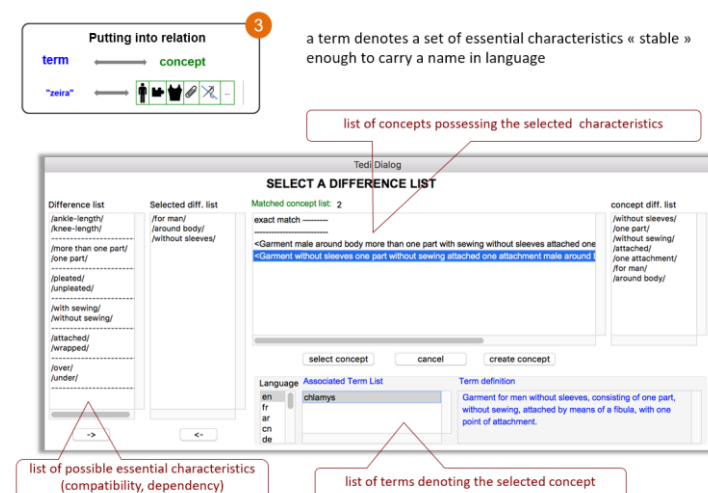 3
Putting into relation
term concept
"zeira" ...
a term denotes a set of essential characteristics « stable »
enough to carry a name in language
list of concepts possessing the selected characteristics
Tedi Dialog
SELECT A DIFFERENCE LIST
Difference list
/ankle-length/
/knee-length/
/more than one part/
/one part/
/pleated/
/unpleated/
/with sewing/
/without sewing/
/attached/
/wrapped/
/over/
/under/
->
Selected diff. list
/for man/
/around body/
/without sleeves/
<-
Matched concept list: 2
exact match ---------
<Garment male around body more than one part with sewing without sleeves attached one
<Garment without sleeves one part without sewing attached one attachment male around
concept diff. list
/without sleeves/
/one part/
/without sewing/
/attached/
/one attachment/
/for man/
/around body/
select concept cancel create concept
Language
en
fr
ar
cn
de
Associated Term List
chlamys
Term definition
Garment for men without sleeves, consisting of one part,
without sewing, attached by means of a fibula, with one
point of attachment.
list of possible essential characteristics
(compatibility, dependency)
list of terms denoting the selected concept